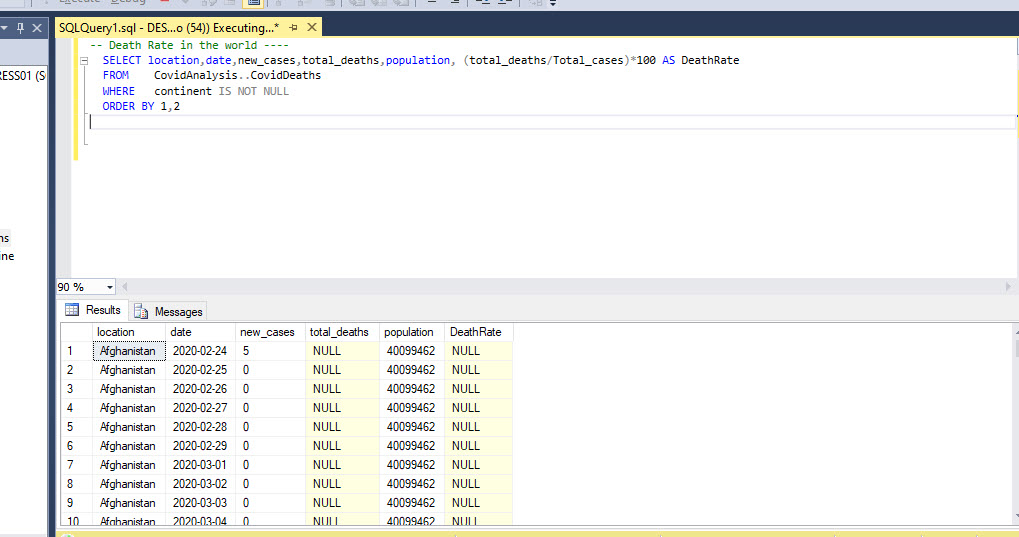 Execute Debug
SQLQuery1.sql - DES...o (54)) Executing...*
RESS01 (S
-- Death Rate in the world ----
SELECT location,date,new_cases,total_deaths,population, (total_deaths/Total_cases)*100 AS DeathRate
FROM CovidAnalysis..CovidDeaths
WHERE continent IS NOT NULL
ORDER BY 1,2
ns
ine
90 %
Results Messages
location date new_cases total_deaths population DeathRate
1 Afghanistan 2020-02-24 5 NULL 40099462 NULL
2 Afghanistan 2020-02-25 0 NULL 40099462 NULL
3 Afghanistan 2020-02-26 0 NULL 40099462 NULL
4 Afghanistan 2020-02-27 0 NULL 40099462 NULL
5 Afghanistan 2020-02-28 0 NULL 40099462 NULL
6 Afghanistan 2020-02-29 0 NULL 40099462 NULL
7 Afghanistan 2020-03-01 0 NULL 40099462 NULL
8 Afghanistan 2020-03-02 0 NULL 40099462 NULL
9 Afghanistan 2020-03-03 0 NULL 40099462 NULL
10 Afghanistan 2020-03-04 0 NULL 40099462 NULL